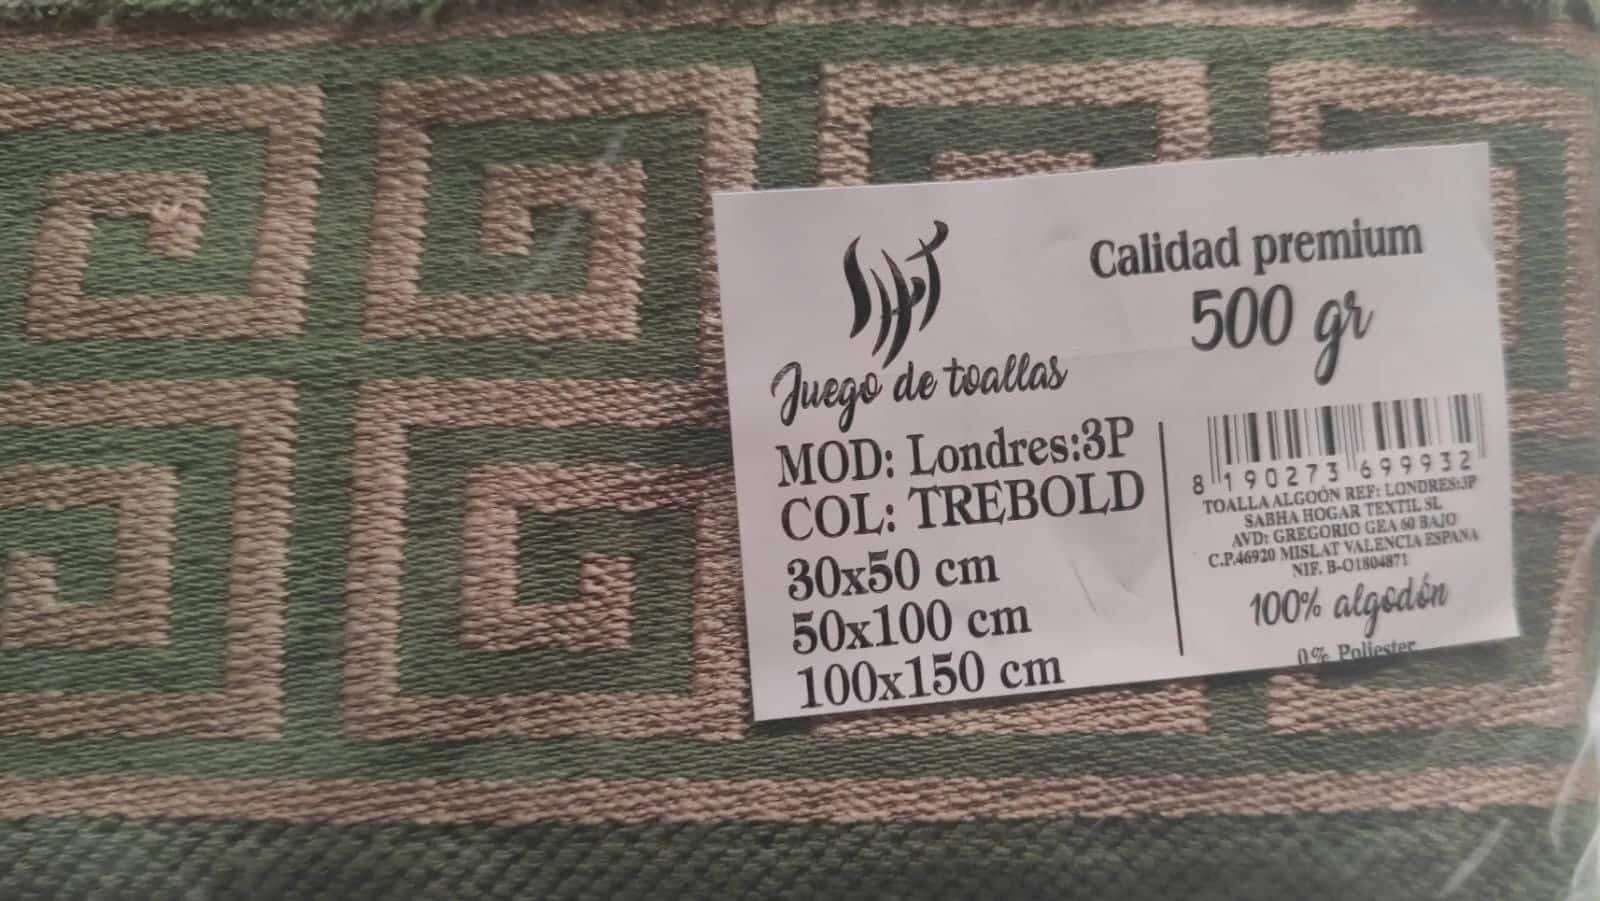 SHT
Calidad premium
500 gr
Juego de toallas
MOD: Londres:3P
COL: TREBOLD
30x50 cm
50x100 cm
100x150 cm
8 190273 699932
TOALLA ALGOÓN REF: LONDRES:3P
SABHA HOGAR TEXTIL SL
AVD: GREGORIO GEA 60 BAJO
C.P.46920 MISLAT VALENCIA ESPANA
NIF. B-O1804871
100% algodón
0% Poliester